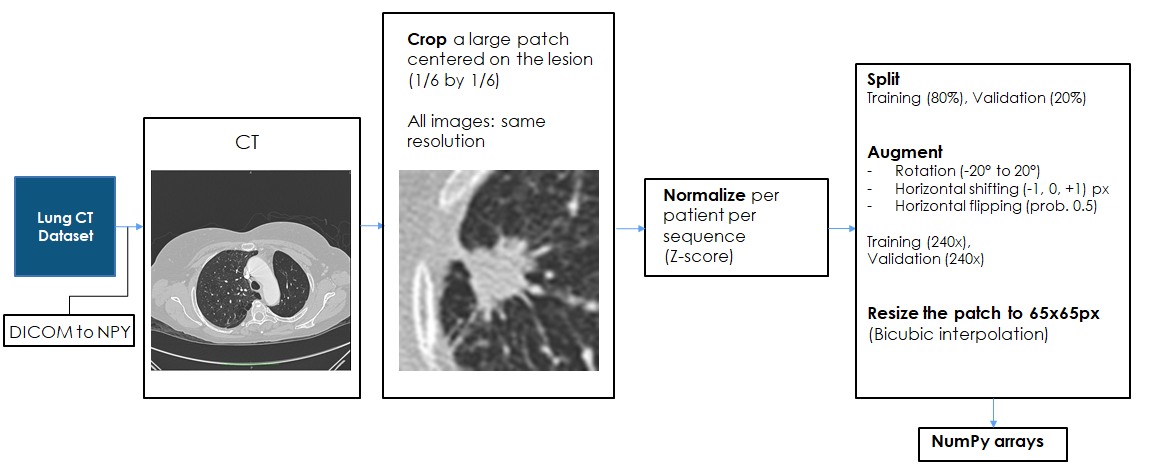 Lung CT
Dataset
DICOM to NPY
CT
Crop a large patch
centered on the lesion
(1/6 by 1/6)
All images: same
resolution
Normalize per
patient per
sequence
(Z-score)
Split
Training (80%), Validation (20%)
Augment
- Rotation (-20° to 20°)
- Horizontal shifting (-1, 0, +1) px
- Horizontal flipping (prob. 0.5)
Training (240x),
Validation (240x)
Resize the patch to 65x65px
(Bicubic interpolation)
NumPy arrays